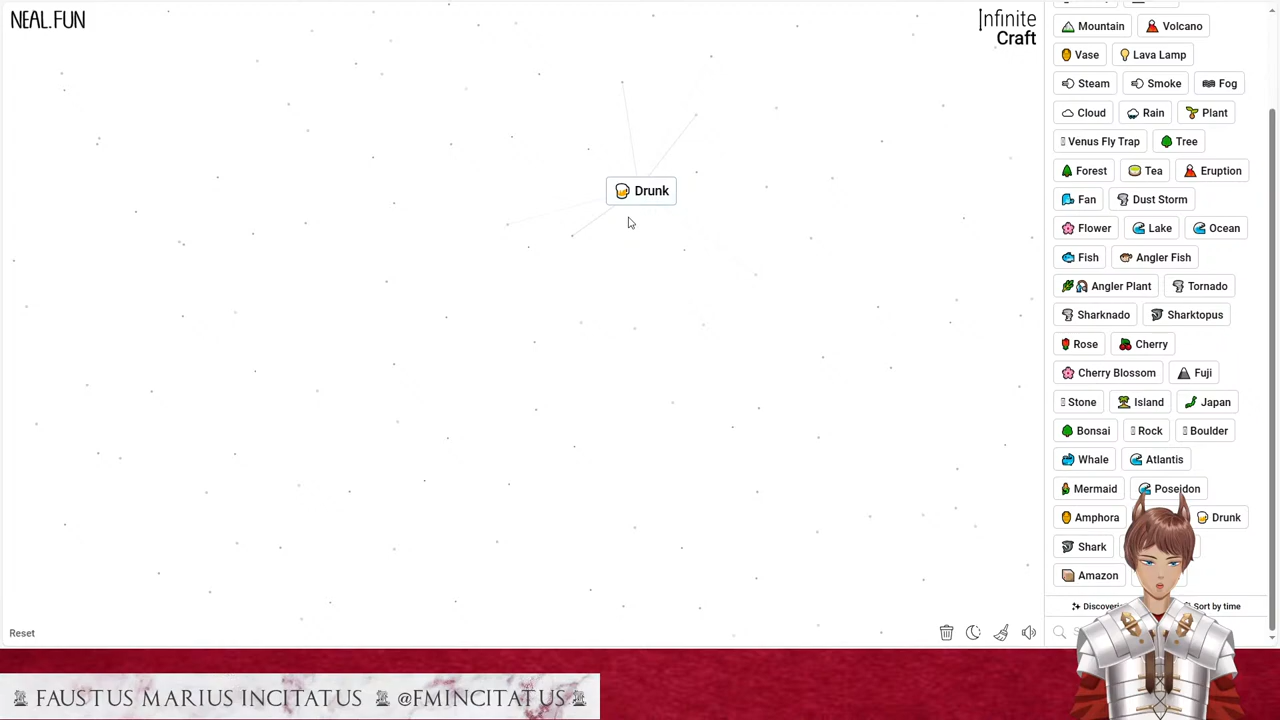 NEAL.FUN
Infinite
Craft
Mountain Volcano
Vase Lava Lamp
Steam Smoke Fog
Cloud Rain Plant
Venus Fly Trap Tree
Forest Tea Eruption
Fan Dust Storm
Flower Lake Ocean
Fish Angler Fish
Angler Plant Tornado
Sharknado Sharktopus
Rose Cherry
Cherry Blossom Fuji
Stone Island Japan
Bonsai Rock Boulder
Whale Atlantis
Mermaid Poseidon
Amphora Drunk
Shark
Amazon
Drunk
Sort by time
Reset
FAUSTUS MARIUS INCITATUS @FMINCITATUS